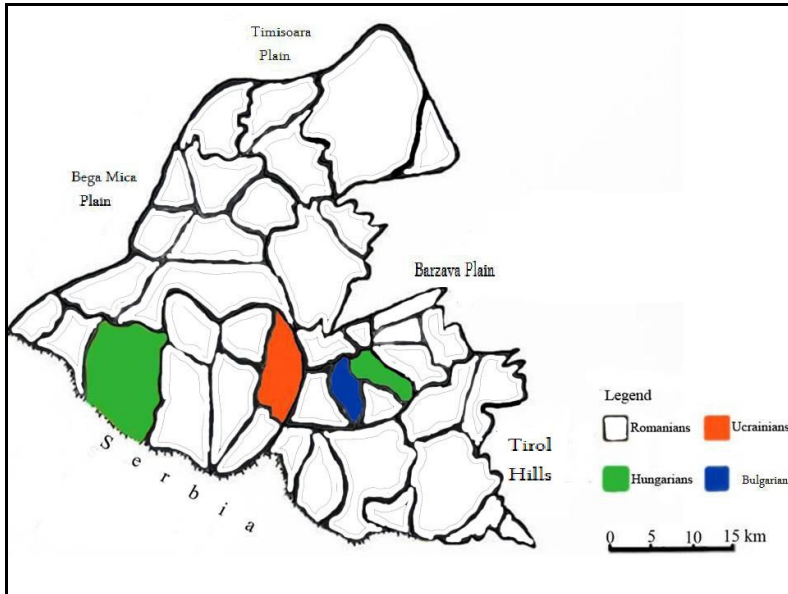 Timisoara
Plain
Bega Mica
Plain
Barzava Plain
Tirol
Hills
Serbia
Legend
Romanians
Ucrainians
Hungarians
Bulgarian
0 5 10 15 km